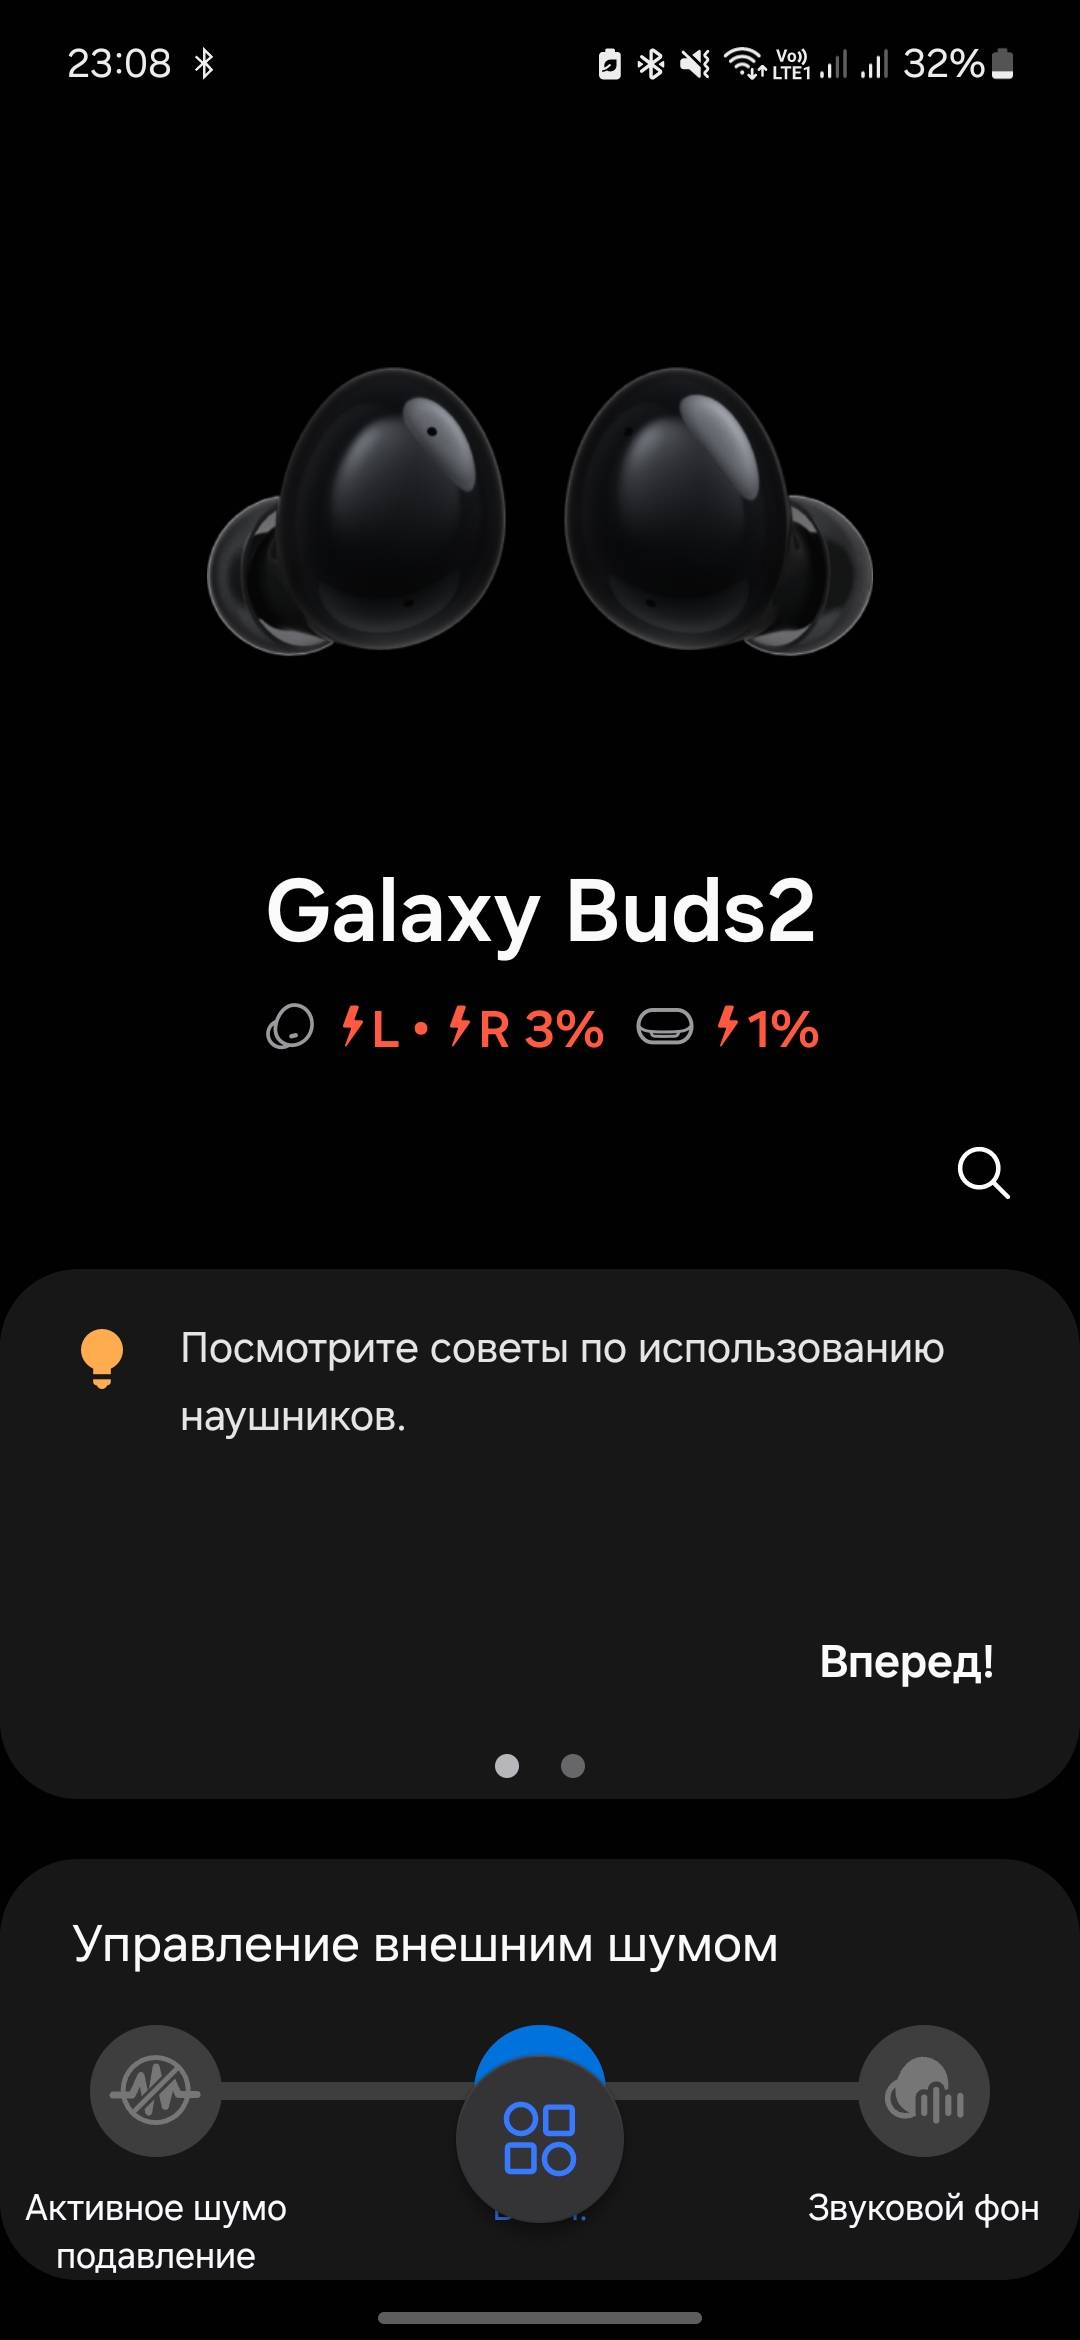 23:08
Vo))
LTE1
32%
Galaxy Buds2
L • R 3%
1%
Посмотрите советы по использованию
наушников.
Вперед!
Управление внешним шумом
Активное шумо
подавление
Звуковой фон